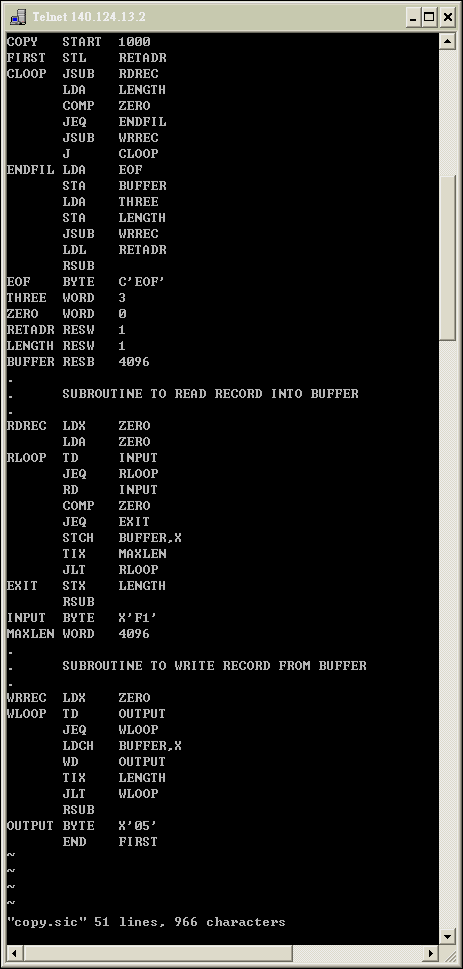 Telnet 140.124.13.2
COPY    START  1000
FIRST   STL    RETADR
CLOOP   JSUB   RDREC
        LDA    LENGTH
        COMP   ZERO
        JEQ    ENDFIL
        JSUB   WRREC
        J      CLOOP
ENDFIL  LDA    EOF
        STA    BUFFER
        LDA    THREE
        STA    LENGTH
        JSUB   WRREC
        LDL    RETADR
        RSUB
EOF     BYTE   C'EOF'
THREE   WORD   3
ZERO    WORD   0
RETADR  RESW   1
LENGTH  RESW   1
BUFFER  RESB   4096
.
.       SUBROUTINE TO READ RECORD INTO BUFFER
.
RDREC   LDX    ZERO
        LDA    ZERO
RLOOP   TD     INPUT
        JEQ    RLOOP
        RD     INPUT
        COMP   ZERO
        JEQ    EXIT
        STCH   BUFFER,X
        TIX    MAXLEN
        JLT    RLOOP
EXIT    STX    LENGTH
        RSUB
INPUT   BYTE   X'F1'
MAXLEN  WORD   4096
.
.       SUBROUTINE TO WRITE RECORD FROM BUFFER
.
WRREC   LDX    ZERO
WLOOP   TD     OUTPUT
        JEQ    WLOOP
        LDCH   BUFFER,X
        WD     OUTPUT
        TIX    LENGTH
        JLT    WLOOP
        RSUB
OUTPUT  BYTE   X'05'
        END    FIRST
~
~
~
~
"copy.sic" 51 lines, 966 characters